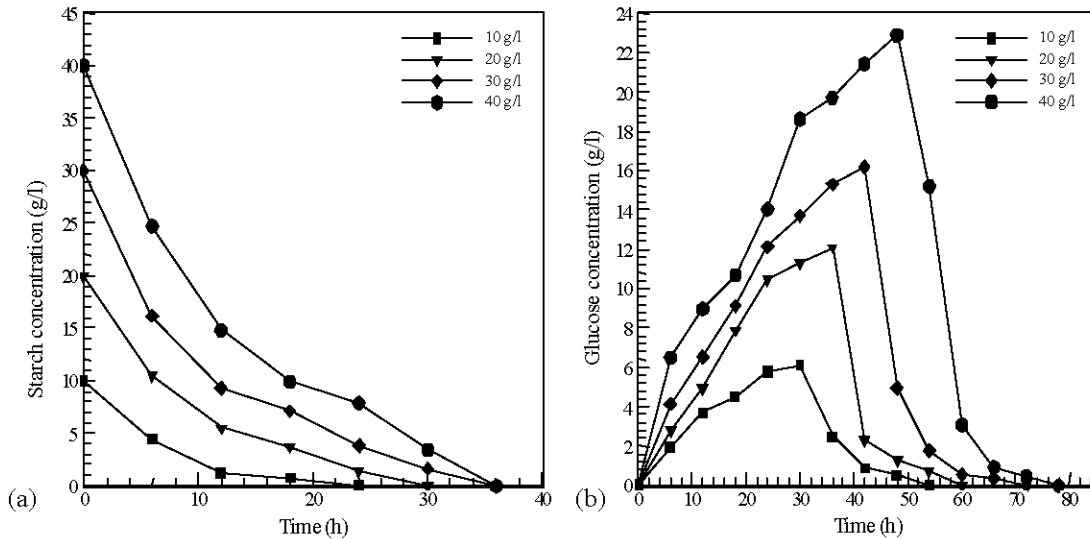 45
40
35
30
25
20
15
10
5
0
Starch concentration (g/l)
10 g/l
20 g/l
30 g/l
40 g/l
0 10 20 30 40
Time (h)
(a)
24
22
20
18
16
14
12
10
8
6
4
2
0
Glucose concentration (g/l)
10 g/l
20 g/l
30 g/l
40 g/l
0 10 20 30 40 50 60 70 80
Time (h)
(b)